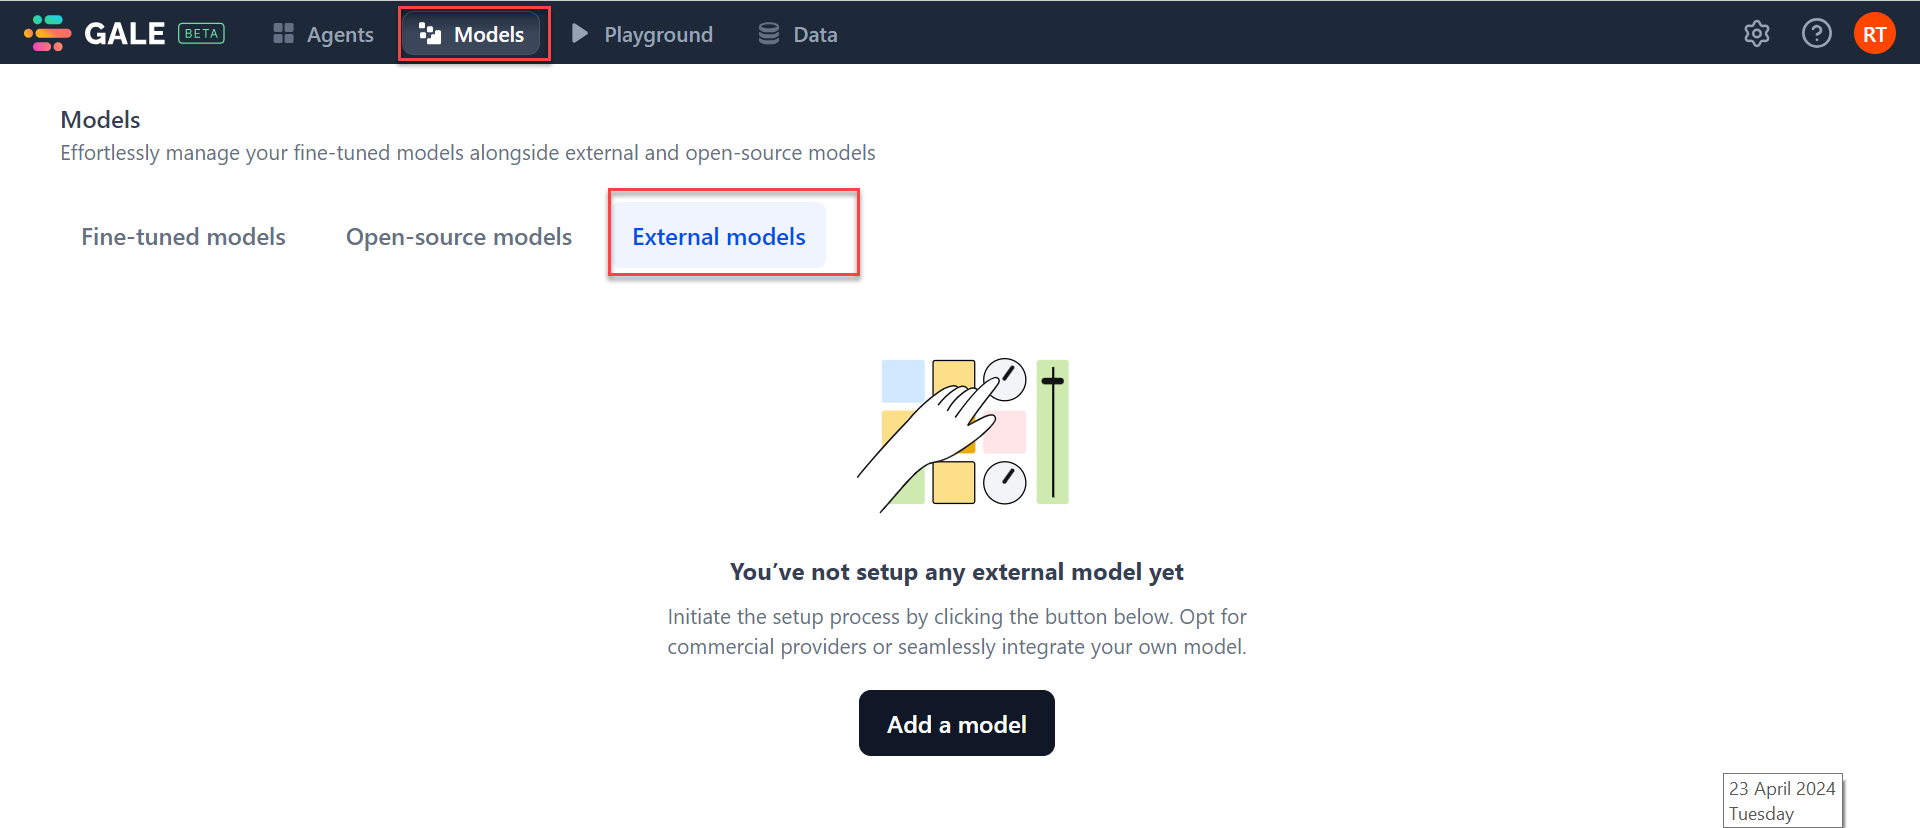 GALE BETA Agents Models Playground Data RT
Models
Effortlessly manage your fine-tuned models alongside external and open-source models
Fine-tuned models Open-source models External models
You’ve not setup any external model yet
Initiate the setup process by clicking the button below. Opt for
commercial providers or seamlessly integrate your own model.
Add a model
23 April 2024
Tuesday